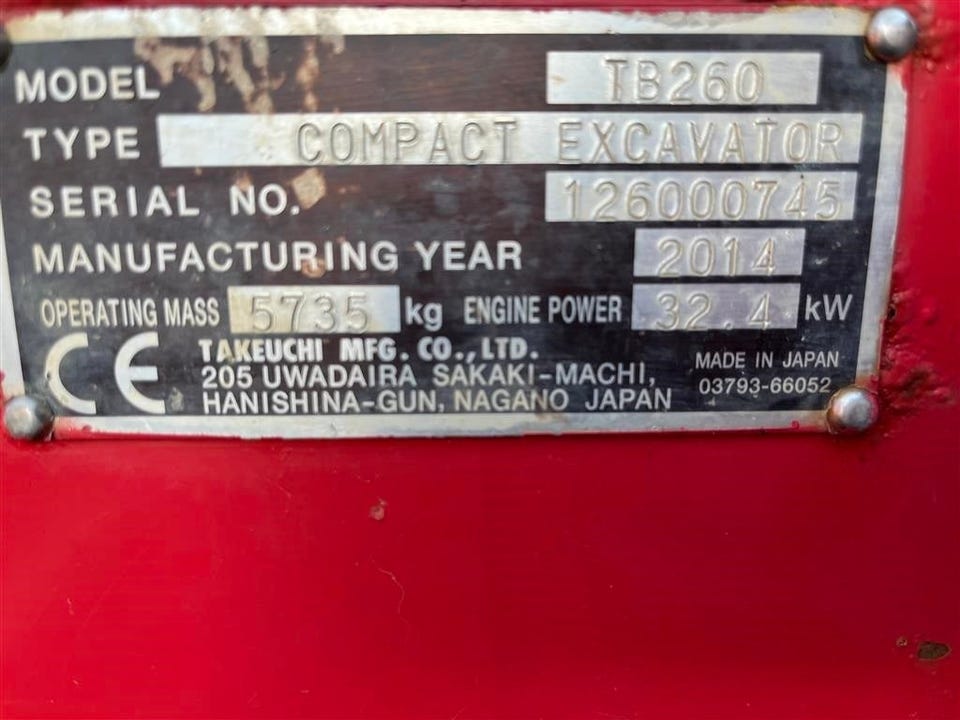 MODEL TB260
TYPE COMPACT EXCAVATOR
SERIAL NO. 126000745
MANUFACTURING YEAR 2014
OPERATING MASS 5735 kg ENGINE POWER 32.4 kW
CE
TAKEUCHI MFG. CO., LTD.
205 UWADAIRA SAKAKI-MACHI,
HANISHINA-GUN, NAGANO JAPAN
MADE IN JAPAN
03793-66052